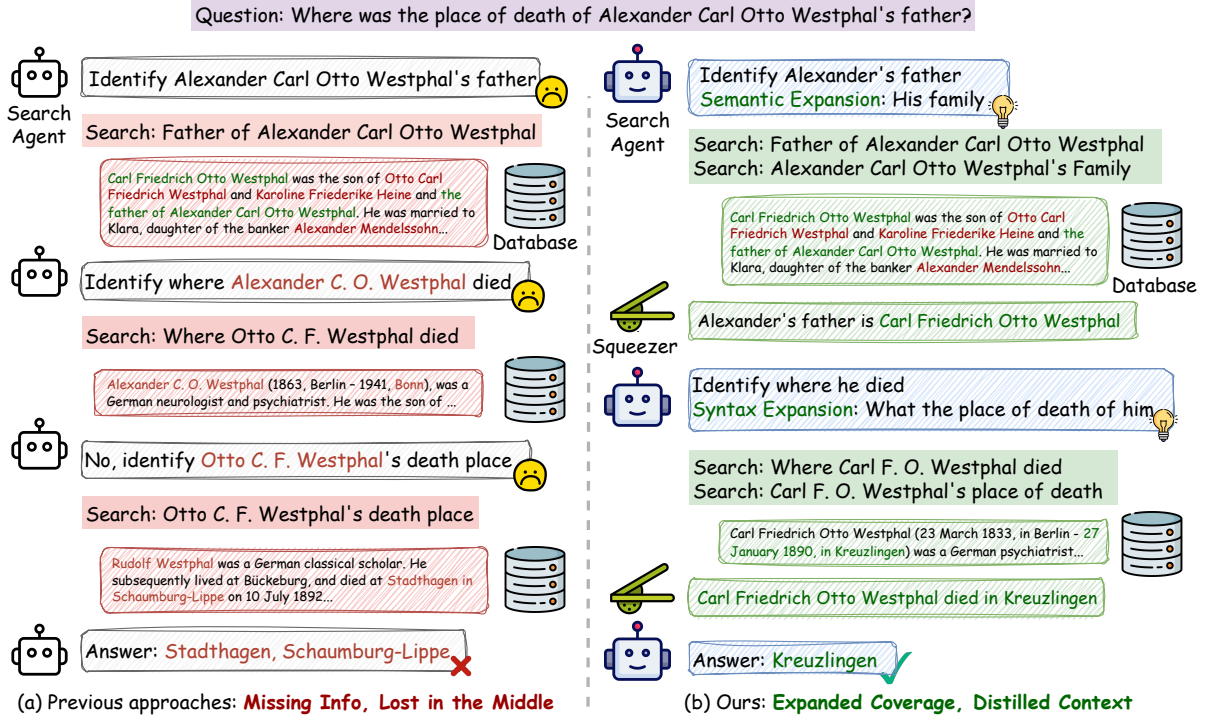 Question: Where was the place of death of Alexander Carl Otto Westphal's father?
Identify Alexander Carl Otto Westphal's father
Search
Agent
Search: Father of Alexander Carl Otto Westphal
Carl Friedrich Otto Westphal was the son of Otto Carl
Friedrich Westphal and Karoline Friederike Heine and the
father of Alexander Carl Otto Westphal. He was married to
Klara, daughter of the banker Alexander Mendelssohn...
Database
Identify where Alexander C. O. Westphal died
Search: Where Otto C. F. Westphal died
Alexander C. O. Westphal (1863, Berlin – 1941, Bonn), was a
German neurologist and psychiatrist. He was the son of ...
No, identify Otto C. F. Westphal's death place
Search: Otto C. F. Westphal's death place
Rudolf Westphal was a German classical scholar. He
subsequently lived at Bückeburg, and died at Stadthagen in
Schaumburg-Lippe on 10 July 1892...
Answer: Stadthagen, Schaumburg-Lippe
(a) Previous approaches: Missing Info, Lost in the Middle
Identify Alexander's father
Semantic Expansion: His family
Search
Agent
Search: Father of Alexander Carl Otto Westphal
Search: Alexander Carl Otto Westphal's Family
Carl Friedrich Otto Westphal was the son of Otto Carl
Friedrich Westphal and Karoline Friederike Heine and the
father of Alexander Carl Otto Westphal. He was married to
Klara, daughter of the banker Alexander Mendelssohn...
Database
Squeezer
Alexander's father is Carl Friedrich Otto Westphal
Identify where he died
Syntax Expansion: What the place of death of him
Search: Where Carl F. O. Westphal died
Search: Carl F. O. Westphal's place of death
Carl Friedrich Otto Westphal (23 March 1833, in Berlin - 27
January 1890, in Kreuzlingen) was a German psychiatrist...
Carl Friedrich Otto Westphal died in Kreuzlingen
Answer: Kreuzlingen
(b) Ours: Expanded Coverage, Distilled Context